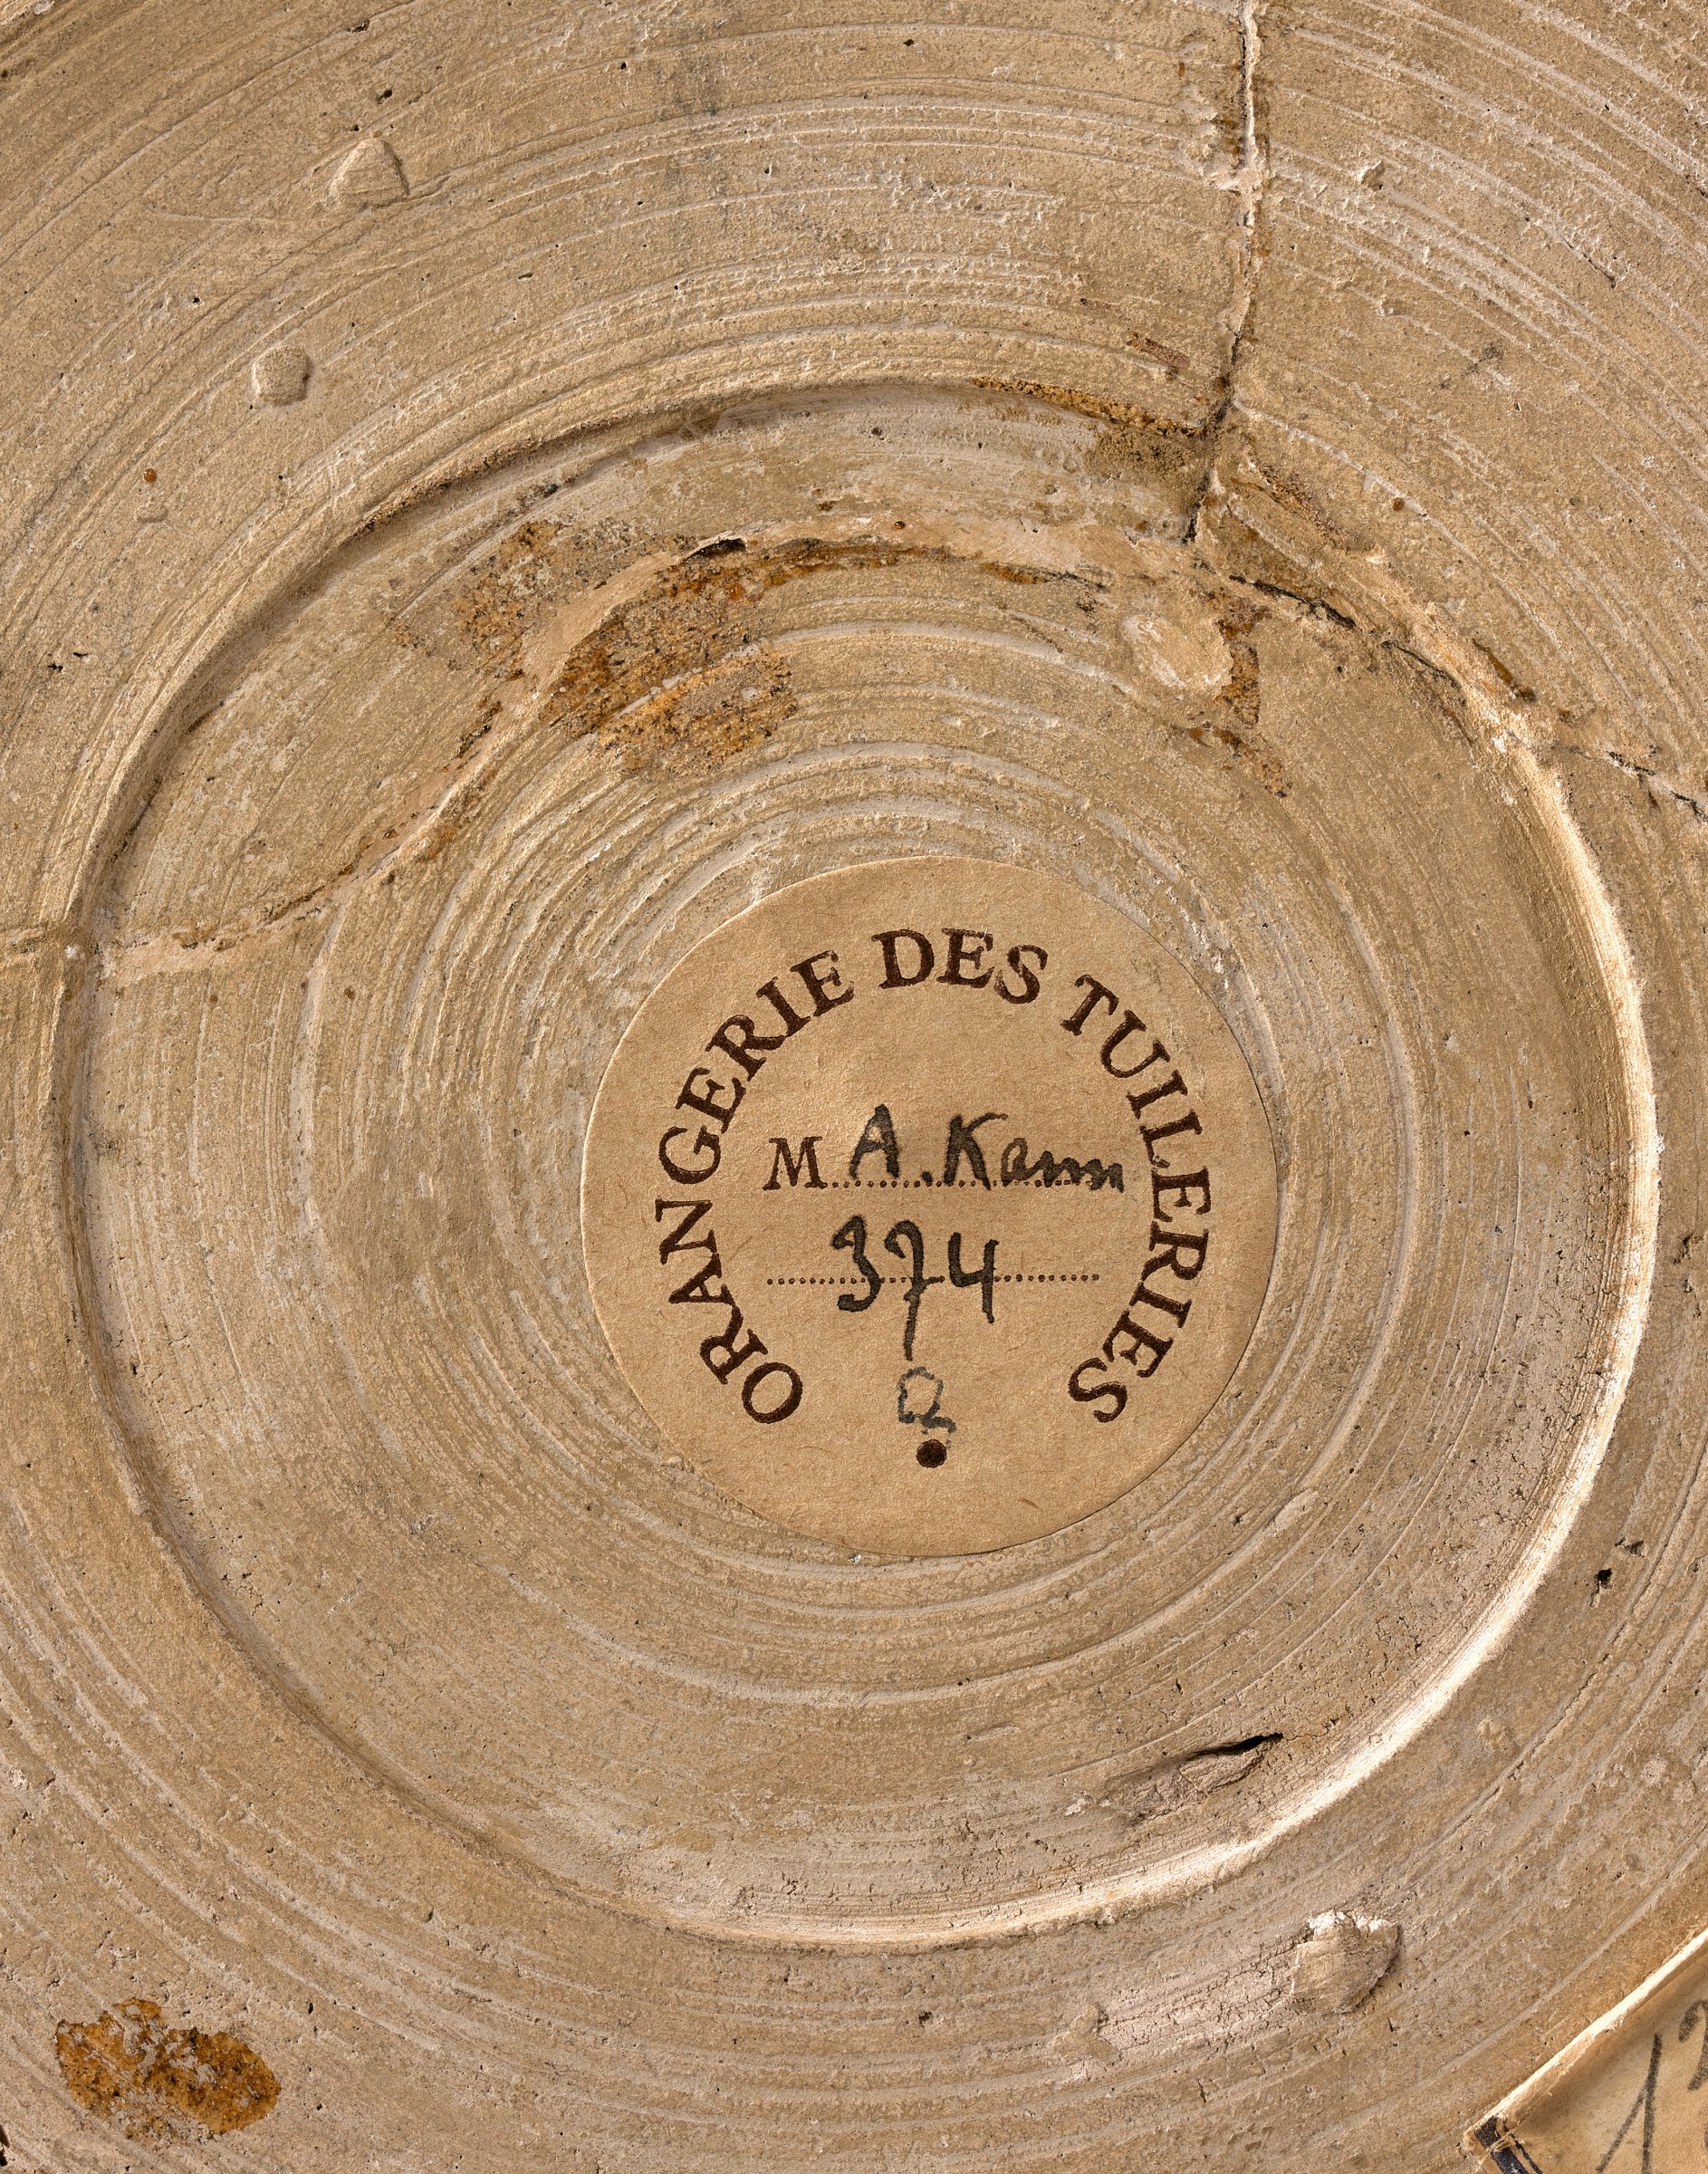 ORANGERIE DES TUILERIES
M A. Kann
374